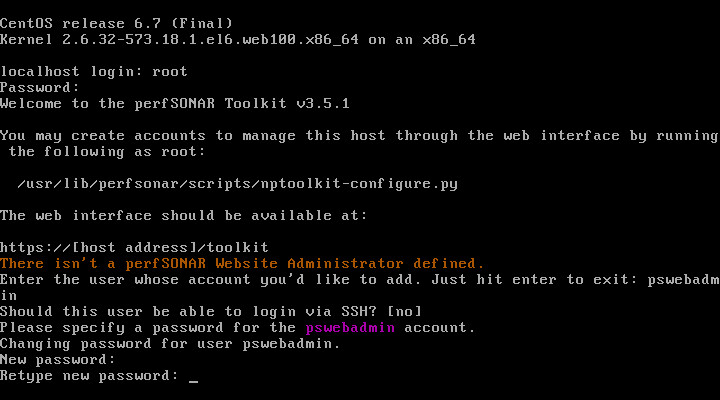 CentOS release 6.7 (Final)
Kernel 2.6.32-573.18.1.el6.web100.x86_64 on an x86_64
localhost login: root
Password:
Welcome to the perfSONAR Toolkit v3.5.1
You may create accounts to manage this host through the web interface by running
 the following as root:
  /usr/lib/perfsonar/scripts/nptoolkit-configure.py
The web interface should be available at:
https://[host address]/toolkit
There isn't a perfSONAR Website Administrator defined.
Enter the user whose account you'd like to add. Just hit enter to exit: pswebadm
in
Should this user be able to login via SSH? [no]
Please specify a password for the pswebadmin account.
Changing password for user pswebadmin.
New password:
Retype new password: _